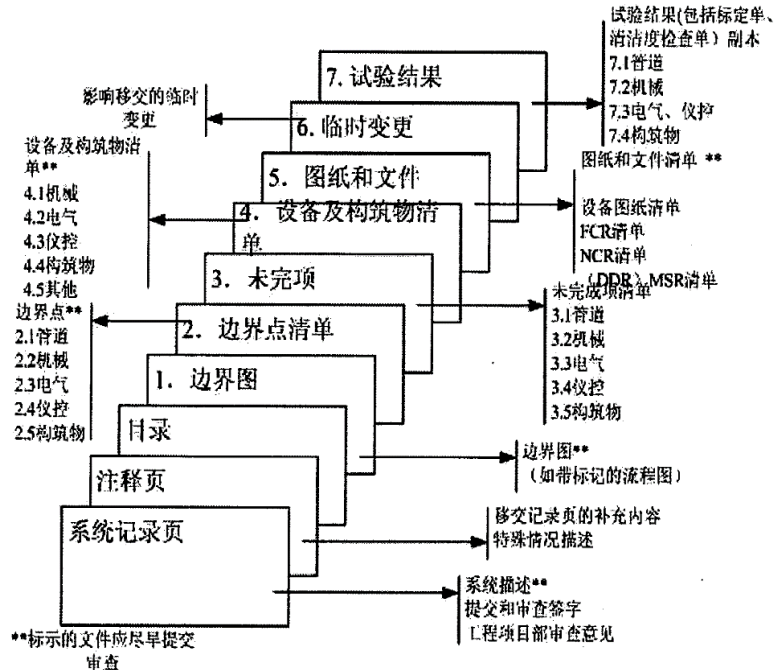 试验结果(包括标定单、
清洁度检查单）副本
7.1管道
7.2机械
7.3电气、仪控
7.4构筑物
7. 试验结果
影响移交的临时
变更
6. 临时变更
图纸和文件清单 **
设备图纸清单
FCR清单
NCR清单
（DDR）MSR清单
5. 图纸和文件
设备及构筑物清
单**
4.1机械
4.2电气
4.3仪控
4.4构筑物
4.5其他
4. 设备及构筑物清
单
3. 未完项
未完成项清单
3.1管道
3.2机械
3.3电气
3.4仪控
3.5构筑物
边界点**
2.1管道
2.2机械
2.3电气
2.4仪控
2.5构筑物
2. 边界点清单
1. 边界图
边界图**
（如带标记的流程图）
目录
注释页
移交记录页的补充内容
特殊情况描述
系统记录页
系统描述**
提交和审查签字
工程项目部审查意见
**标示的文件应尽早提交
审查